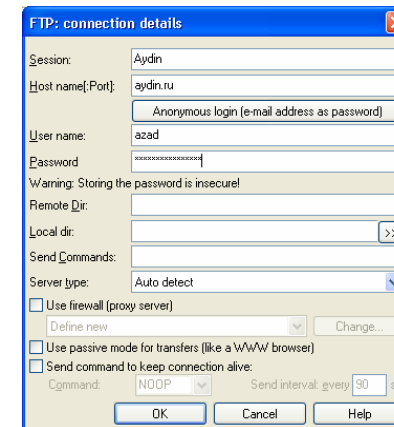 FTP: connection details
Session: Aydin
Host name[:Port]: aydin.ru
Anonymous login (e-mail address as password)
User name: azad
Password ****************
Warning: Storing the password is insecure!
Remote Dir:
Local dir: >>
Send Commands:
Server type: Auto detect
Use firewall (proxy server)
Define new Change...
Use passive mode for transfers (like a WWW browser)
Send command to keep connection alive:
Command: NOOP Send interval: every 90 s
OK Cancel Help